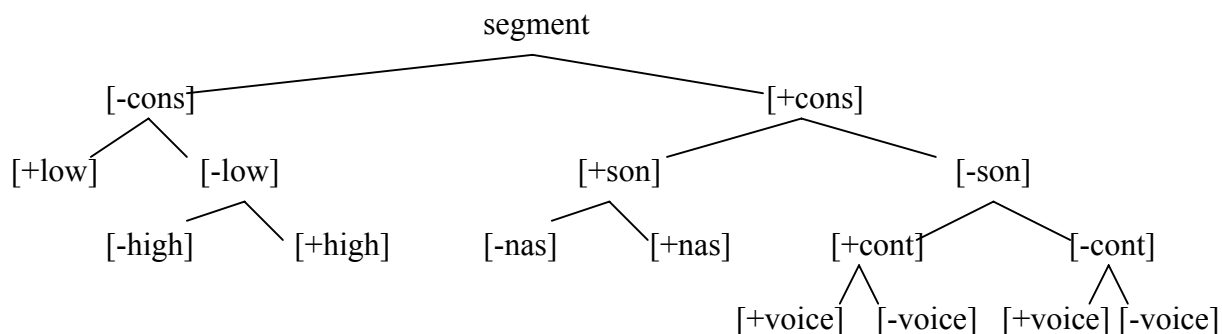 segment
[-cons] [+cons]
[+low] [-low] [+son] [-son]
[-high] [+high] [-nas] [+nas] [+cont] [-cont]
[+voice] [-voice] [+voice] [-voice]